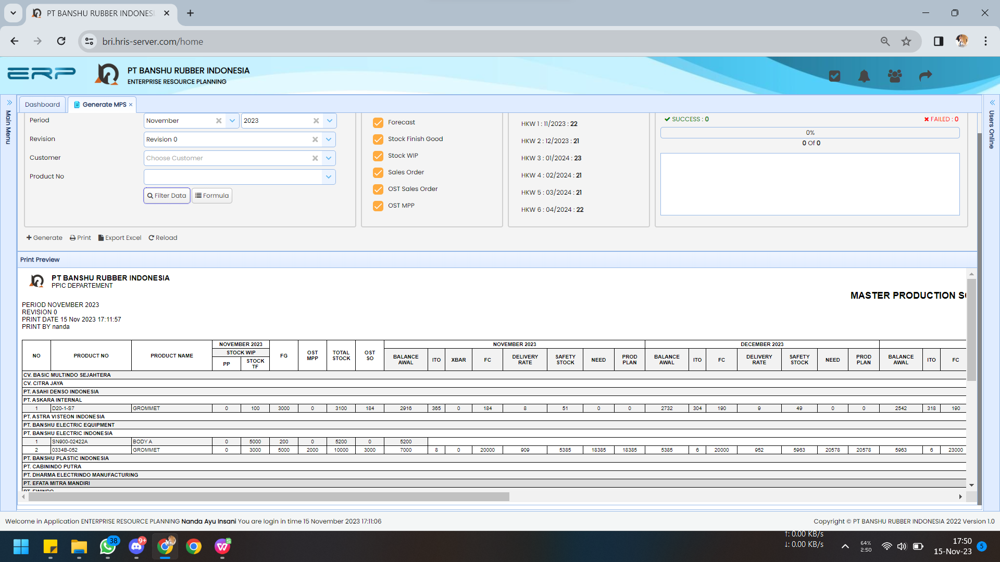 PT BANSHU RUBBER INDONESI
bri.hris-server.com/home
ERP
PT BANSHU RUBBER INDONESIA
ENTERPRISE RESOURCE PLANNING
Main Menu
Users Online
Dashboard
Generate MPS
Period
November
2023
Revision
Revision 0
Customer
Choose Customer
Product No
Filter Data
Formula
Forecast
Stock Finish Good
Stock WIP
Sales Order
OST Sales Order
OST MPP
HKW 1 : 11/2023 : 22
HKW 2 : 12/2023 : 21
HKW 3 : 01/2024 : 23
HKW 4 : 02/2024 : 21
HKW 5 : 03/2024 : 21
HKW 6 : 04/2024 : 22
SUCCESS : 0
FAILED : 0
0%
0 Of 0
Generate Print Export Excel Reload
Print Preview
PT BANSHU RUBBER INDONESIA
PPIC DEPARTEMENT
MASTER PRODUCTION
PERIOD NOVEMBER 2023
REVISION 0
PRINT DATE 15 Nov 2023 17:11:57
PRINT BY nanda
NO PRODUCT NO PRODUCT NAME NOVEMBER 2023 STOCK WIP PP STOCK TF FG OST MPP TOTAL STOCK OST SO
NOVEMBER 2023 BALANCE AWAL ITO XBAR FC DELIVERY RATE SAFETY STOCK NEED PROD PLAN
DECEMBER 2023 BALANCE AWAL ITO FC DELIVERY RATE SAFETY STOCK NEED PROD PLAN
BALANCE AWAL ITO FC
CV. BASIC MULTINDO SEJAHTERA
CV. CITRA JAYA
PT. ASAHI DENSO INDONESIA
PT. ASKARA INTERNAL
1 D20-1-S7 GROMMET 0 100 3000 0 3100 184 2916 365 0 184 8 51 0 0 2732 304 190 9 49 0 0 2542 318 190
PT. ASTRA VISTEON INDONESIA
PT. BANSHU ELECTRIC EQUIPMENT
PT. BANSHU ELECTRIC INDONESIA
1 SN900-02422A BODY A 0 5000 200 0 5200 0 5200
2 0334B-052 GROMMET 0 3000 5000 2000 10000 3000 7000 8 0 20000 909 5385 18385 18385 5385 6 20000 952 5963 20578 20578 5963 6 23000
PT. BANSHU PLASTIC INDONESIA
PT. CABININDO PUTRA
PT. DHARMA ELECTRINDO MANUFACTURING
PT. EFATA MITRA MANDIRI
PT. EWINDO
Welcome in Application ENTERPRISE RESOURCE PLANNING Nanda Ayu Insani You are login in time 15 November 2023 17:11:06
Copyright © PT BANSHU RUBBER INDONESIA 2022 Version 1.0
38
9+
↑: 0.00 KB/s
↓: 0.00 KB/s
64%
2:50
17:50
15-Nov-23
5